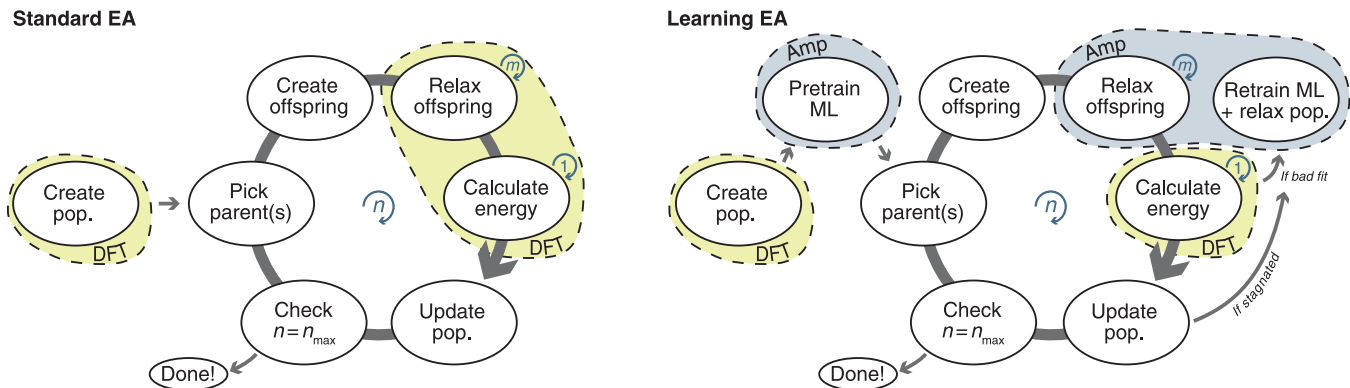 Standard EA
Create
offspring
Relax
offspring
m
Create
pop.
DFT
Pick
parent(s)
n
1
Calculate
energy
DFT
Check
n = n_max
Update
pop.
Done!
Learning EA
Amp
Pretrain
ML
Create
offspring
Amp
Relax
offspring
m
Retrain ML
+ relax pop.
Create
pop.
DFT
Pick
parent(s)
n
1
Calculate
energy
DFT
If bad fit
If stagnated
Check
n = n_max
Update
pop.
Done!